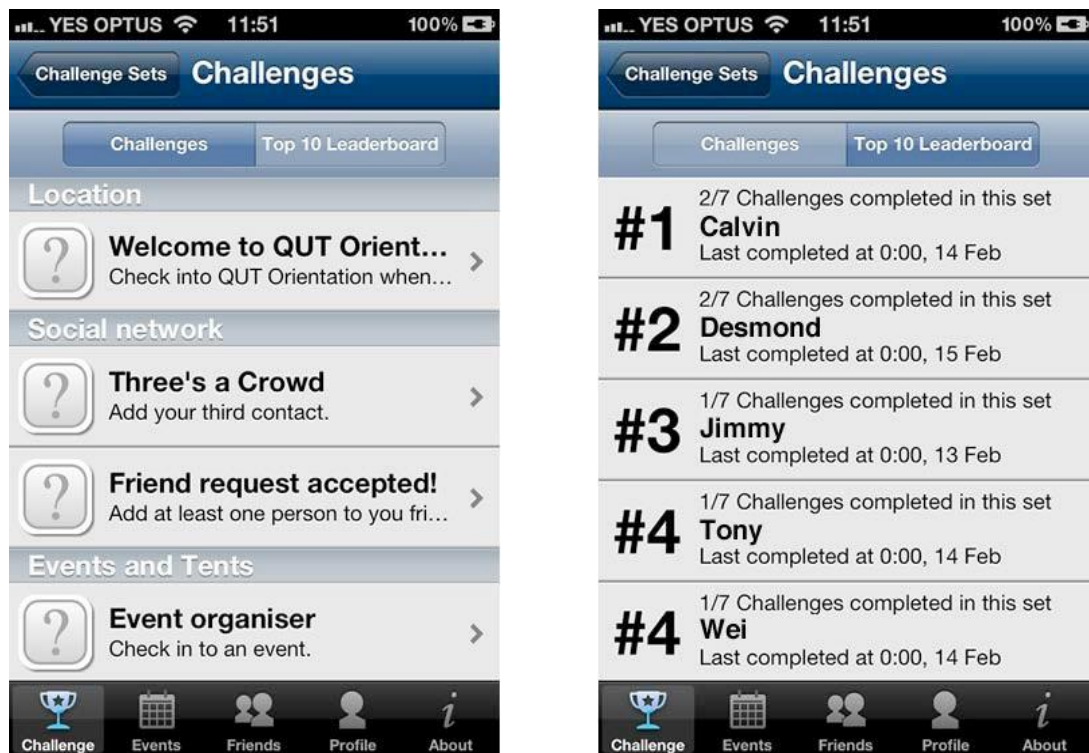 YES OPTUS 11:51 100%
Challenge Sets Challenges
Challenges Top 10 Leaderboard
Location
Welcome to QUT Orient...
Check into QUT Orientation when...
Social network
Three's a Crowd
Add your third contact.
Friend request accepted!
Add at least one person to you fri...
Events and Tents
Event organiser
Check in to an event.
Challenge Events Friends Profile About
YES OPTUS 11:51 100%
Challenge Sets Challenges
Challenges Top 10 Leaderboard
2/7 Challenges completed in this set
#1 Calvin
Last completed at 0:00, 14 Feb
2/7 Challenges completed in this set
#2 Desmond
Last completed at 0:00, 15 Feb
1/7 Challenges completed in this set
#3 Jimmy
Last completed at 0:00, 13 Feb
1/7 Challenges completed in this set
#4 Tony
Last completed at 0:00, 14 Feb
1/7 Challenges completed in this set
#4 Wei
Last completed at 0:00, 14 Feb
Challenge Events Friends Profile About